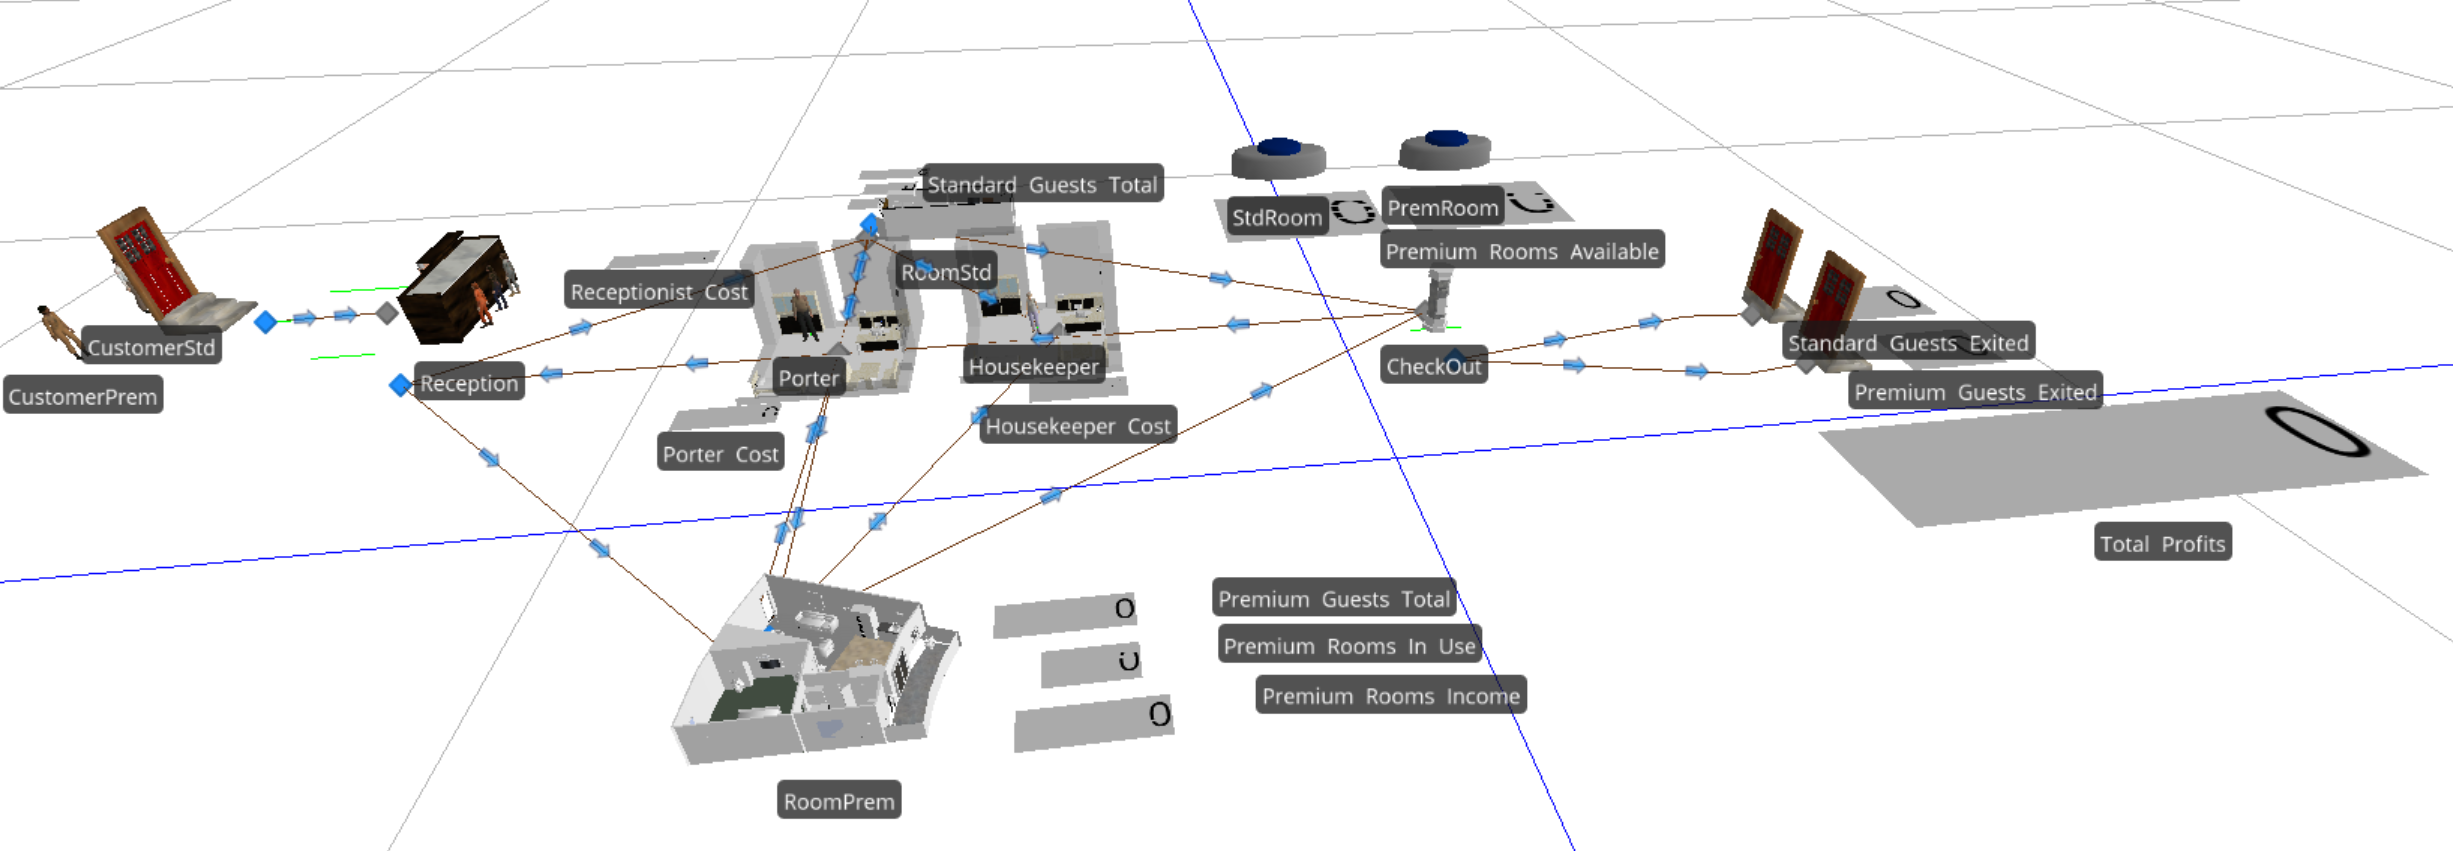 Standard Guests Total
StdRoom
PremRoom
Premium Rooms Available
RoomStd
Receptionist Cost
CustomerStd
CustomerPrem
Reception
Porter
Housekeeper
CheckOut
Standard Guests Exited
Premium Guests Exited
Housekeeper Cost
Porter Cost
0
Total Profits
Premium Guests Total
0
Premium Rooms In Use
0
Premium Rooms Income
0
RoomPrem